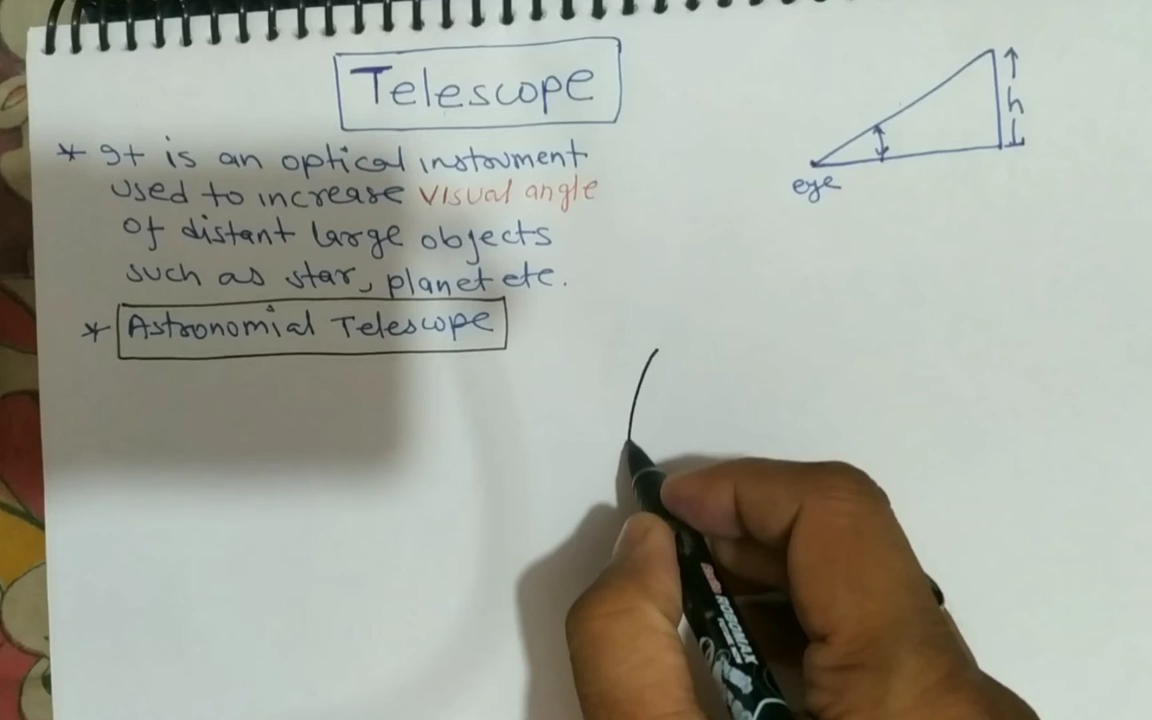 Telescope
* It is an optical instrument
used to increase visual angle
of distant large objects
such as star, planet etc.
* Astronomial Telescope
h
eye